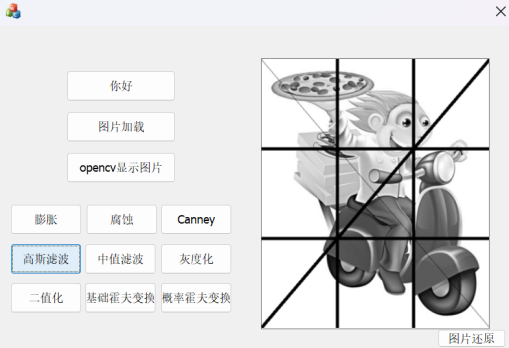 你好
图片加载
opencv显示图片
膨胀 腐蚀 Canney
高斯滤波 中值滤波 灰度化
二值化 基础霍夫变换 概率霍夫变换
图片还原